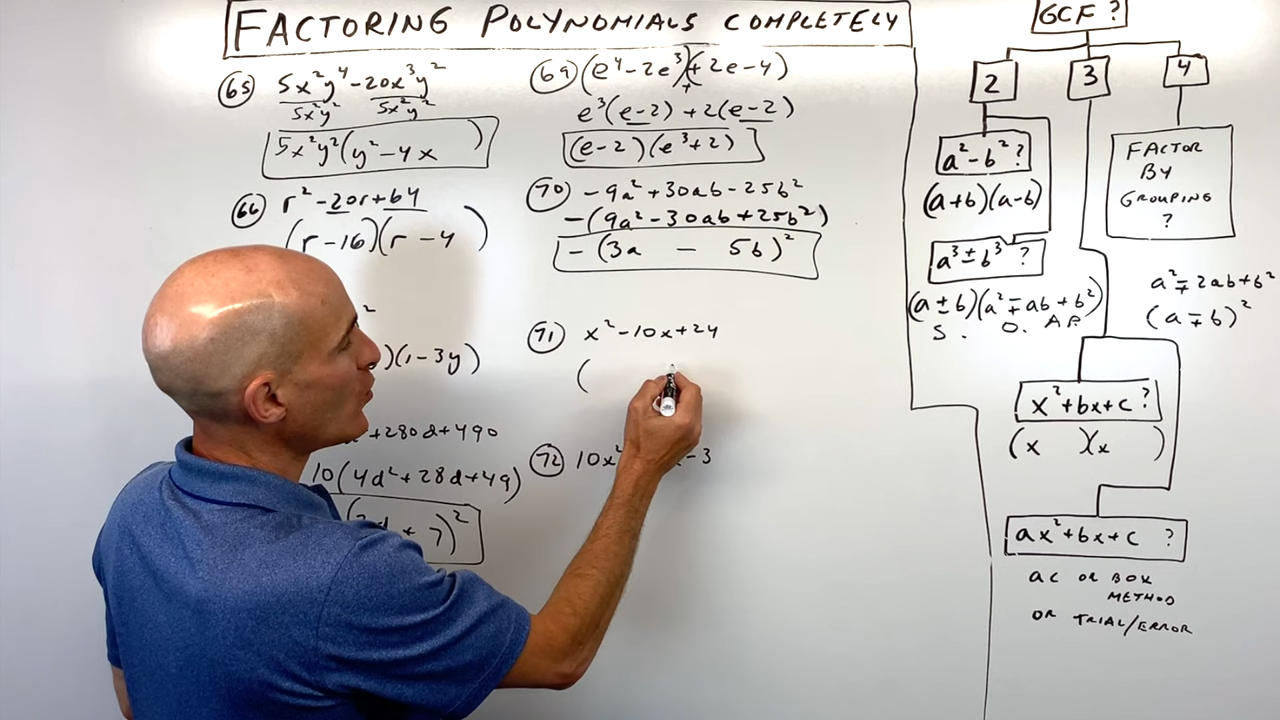 FACTORING POLYNOMIALS COMPLETELY
65 5x²y⁴ - 20x³y²
5x²y² 5x²y²
5x²y²(y² - 4x )
66 r² - 20r + 64
(r - 16)(r - 4 )
²
)(1 - 3y)
+ 280d + 490
10(4d² + 28d + 49)
+ 7)²
69 (e⁴ - 2e³)+(+2e - 4)
e³(e - 2) + 2(e - 2)
(e - 2)(e³ + 2)
70 - 9a² + 30ab - 25b²
- (9a² - 30ab + 25b²)
- (3a - 5b)²
71 x² - 10x + 24
(
72 10x² - 3
GCF ?
2 3 4
a² - b² ?
(a+b)(a-b)
a³ ± b³ ?
(a ± b)(a² ∓ ab + b²)
S. O. A.P.
FACTOR
BY
GROUPING
?
a² ∓ 2ab + b²
(a ∓ b)²
x² + bx + c ?
(x )(x )
ax² + bx + c ?
AC OR BOX
METHOD
OR TRIAL/ERROR